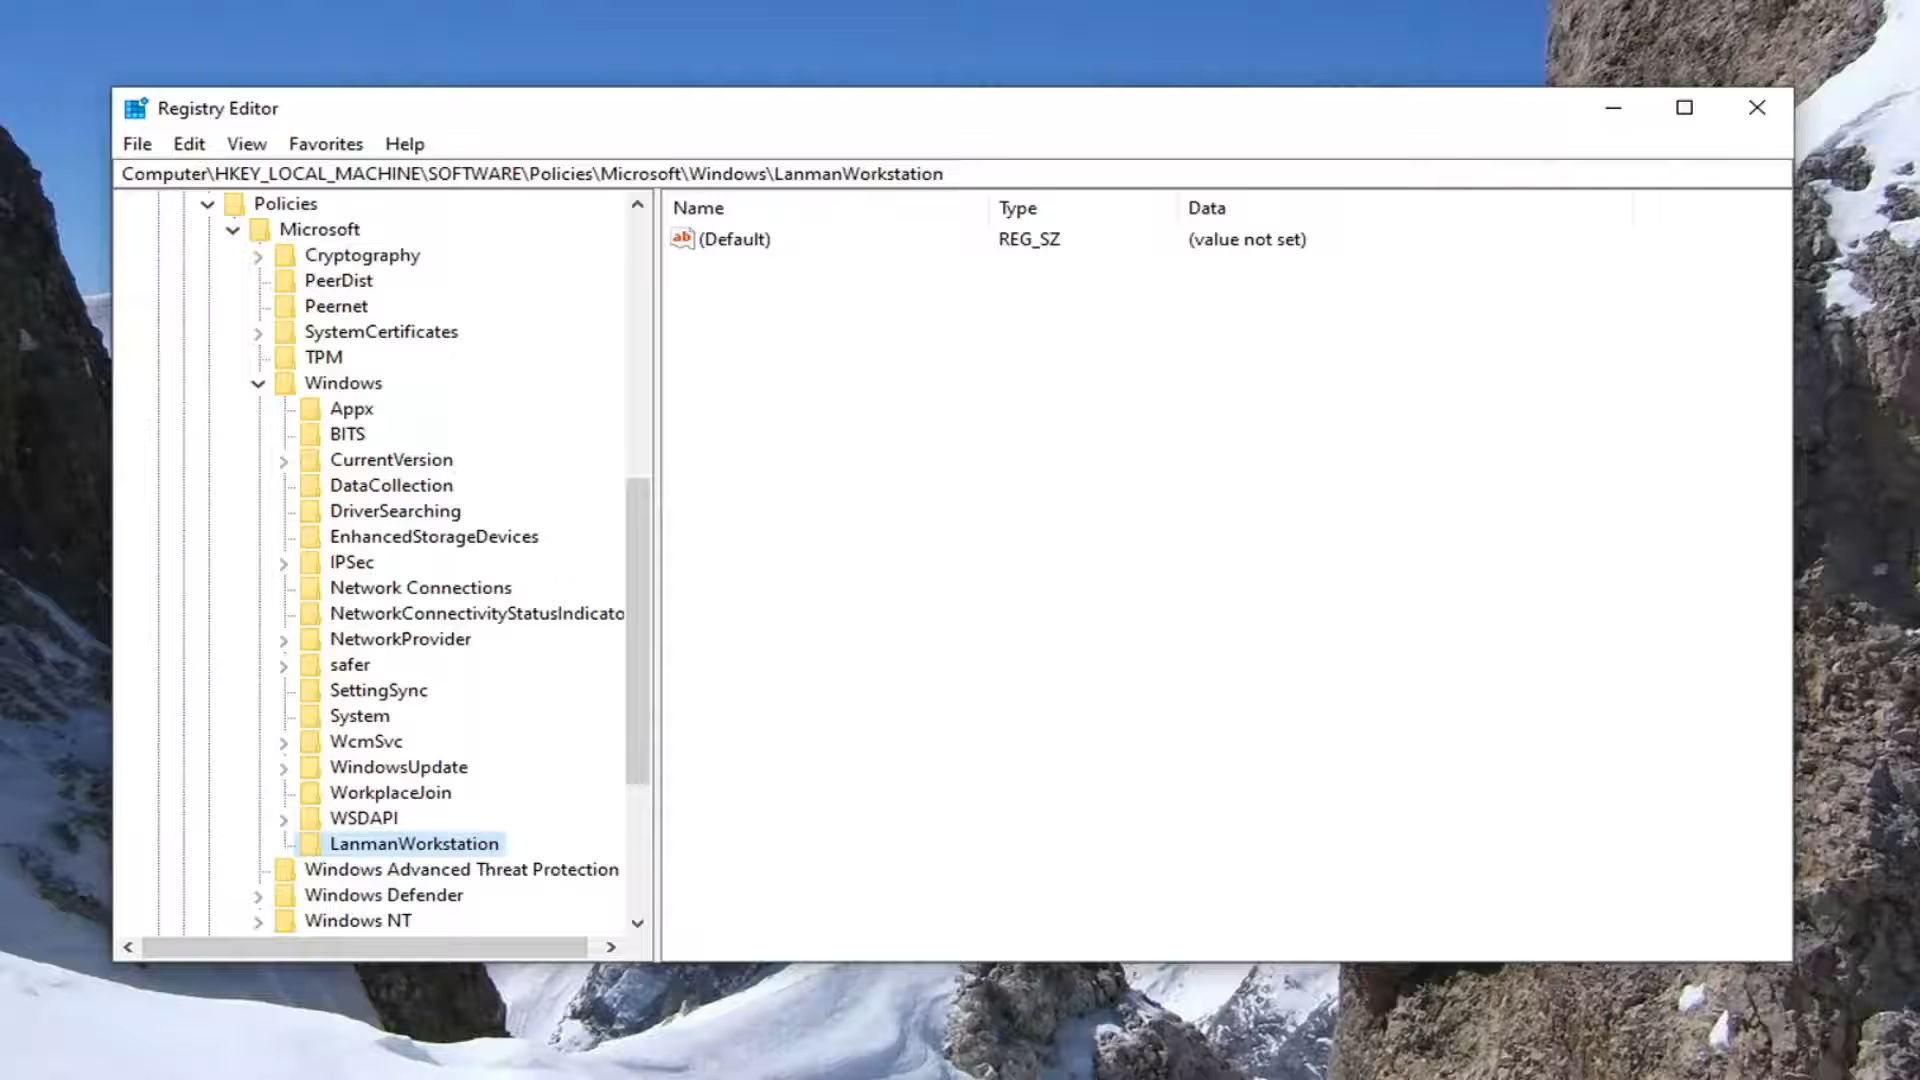 Registry Editor
File Edit View Favorites Help
Computer\HKEY_LOCAL_MACHINE\SOFTWARE\Policies\Microsoft\Windows\LanmanWorkstation
Policies
Microsoft
Cryptography
PeerDist
Peernet
SystemCertificates
TPM
Windows
Appx
BITS
CurrentVersion
DataCollection
DriverSearching
EnhancedStorageDevices
IPSec
Network Connections
NetworkConnectivityStatusIndicato
NetworkProvider
safer
SettingSync
System
WcmSvc
WindowsUpdate
WorkplaceJoin
WSDAPI
LanmanWorkstation
Windows Advanced Threat Protection
Windows Defender
Windows NT
Name Type Data
ab (Default) REG_SZ (value not set)